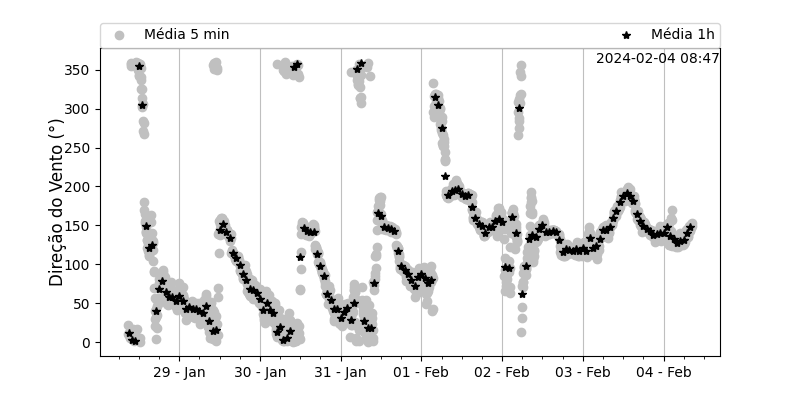 Média 5 min
Média 1h
2024-02-04 08:47
Direção do Vento (°)
350
300
250
200
150
100
50
0
29 - Jan
30 - Jan
31 - Jan
01 - Feb
02 - Feb
03 - Feb
04 - Feb